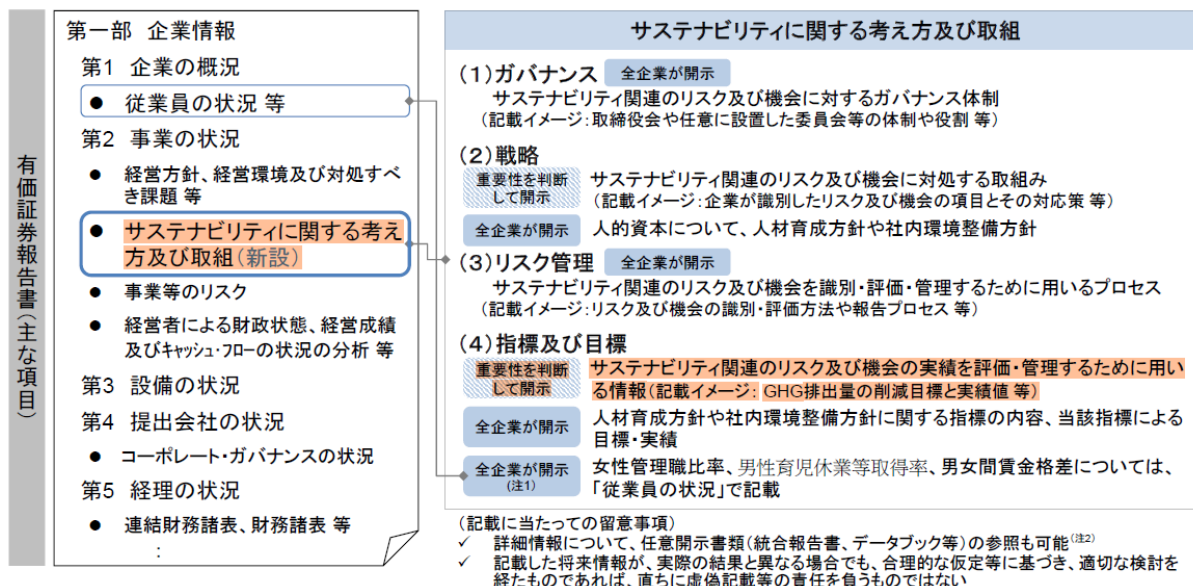 有価証券報告書(主な項目)
第一部 企業情報
第1 企業の概況
● 従業員の状況 等
第2 事業の状況
● 経営方針、経営環境及び対処すべ
き課題 等
● サステナビリティに関する考え
方及び取組(新設)
● 事業等のリスク
● 経営者による財政状態、経営成績
及びキャッシュ・フローの状況の分析 等
第3 設備の状況
第4 提出会社の状況
● コーポレート・ガバナンスの状況
第5 経理の状況
● 連結財務諸表、財務諸表 等
:
サステナビリティに関する考え方及び取組
(1)ガバナンス 全企業が開示
サステナビリティ関連のリスク及び機会に対するガバナンス体制
(記載イメージ:取締役会や任意に設置した委員会等の体制や役割 等)
(2)戦略
重要性を判断
して開示
サステナビリティ関連のリスク及び機会に対処する取組み
(記載イメージ:企業が識別したリスク及び機会の項目とその対応策 等)
全企業が開示 人的資本について、人材育成方針や社内環境整備方針
(3)リスク管理 全企業が開示
サステナビリティ関連のリスク及び機会を識別・評価・管理するために用いるプロセス
(記載イメージ:リスク及び機会の識別・評価方法や報告プロセス 等)
(4)指標及び目標
重要性を判断
して開示
サステナビリティ関連のリスク及び機会の実績を評価・管理するために用い
る情報(記載イメージ: GHG排出量の削減目標と実績値 等)
全企業が開示
人材育成方針や社内環境整備方針に関する指標の内容、当該指標による
目標・実績
全企業が開示
(注1)
女性管理職比率、男性育児休業等取得率、男女間賃金格差については、
「従業員の状況」で記載
(記載に当たっての留意事項)
✓ 詳細情報について、任意開示書類(統合報告書、データブック等)の参照も可能(注2)
✓ 記載した将来情報が、実際の結果と異なる場合でも、合理的な仮定等に基づき、適切な検討を
経たものであれば、直ちに虚偽記載等の責任を負うものではない